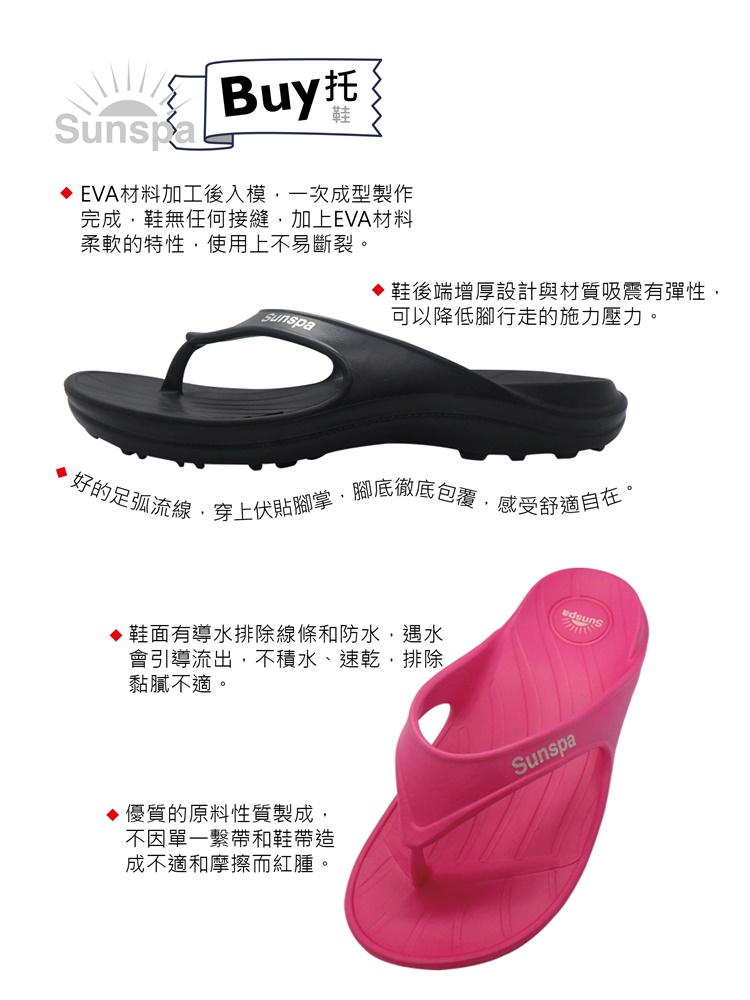 Sunspa
Buy托
鞋
EVA材料加工後入模，一次成型製作
完成，鞋無任何接縫，加上EVA材料
柔軟的特性，使用上不易斷裂。
鞋後端增厚設計與材質吸震有彈性，
可以降低腳行走的施力壓力。
Sunspa
好的足弧流線，穿上伏貼腳掌，腳底徹底包覆，感受舒適自在。
Sunspa
鞋面有導水排除線條和防水，遇水
會引導流出，不積水、速乾，排除
黏膩不適。
Sunspa
優質的原料性質製成，
不因單一繫帶和鞋帶造
成不適和摩擦而紅腫。